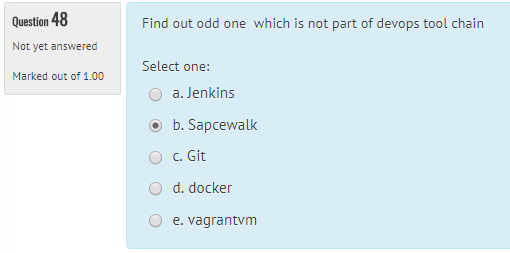 Question 48
Not yet answered
Marked out of 1.00
Find out odd one which is not part of devops tool chain
Select one:
a. Jenkins
b. Sapcewalk
c. Git
d. docker
e. vagrantvm